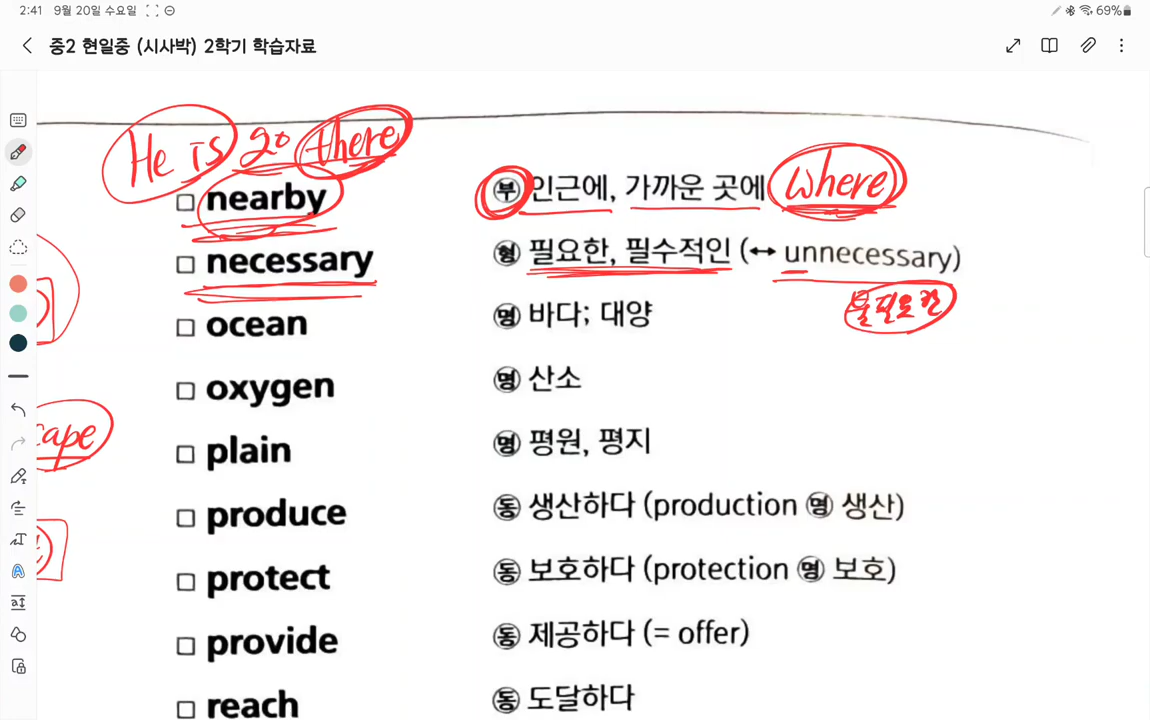 2:41 9월 20일 수요일 69%
중2 현일중 (시사박) 2학기 학습자료
He is go there
nearby 부 인근에, 가까운 곳에 where
necessary 형 필요한, 필수적인 (↔ unnecessary)
불필요한
ocean 명 바다; 대양
oxygen 명 산소
plain 명 평원, 평지
cape
produce 동 생산하다 (production 명 생산)
protect 동 보호하다 (protection 명 보호)
provide 동 제공하다 (= offer)
reach 동 도달하다